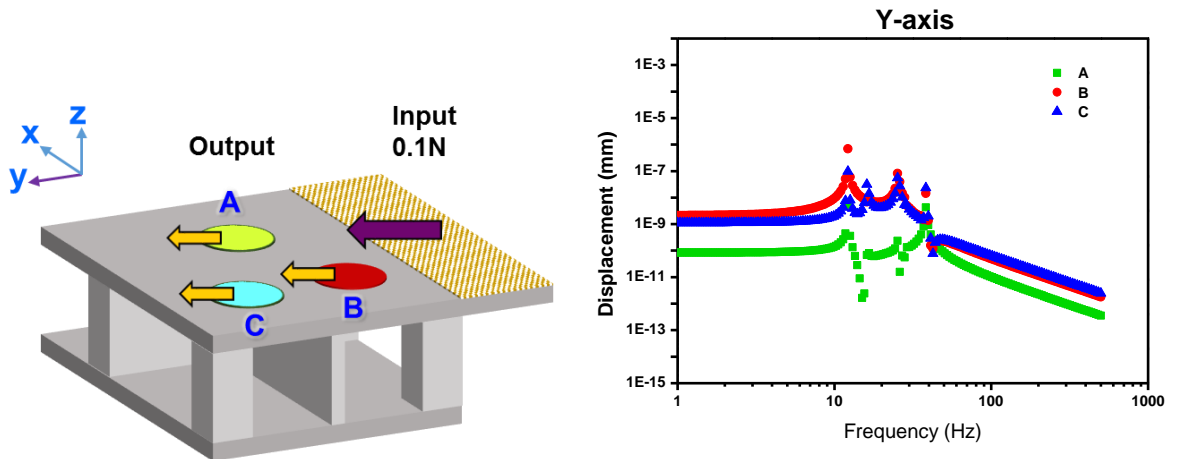 z
x
y
Output
Input
0.1N
A
B
C
Y-axis
Displacement (mm)
1E-3
1E-5
1E-7
1E-9
1E-11
1E-13
1E-15
A
B
C
1
10
100
1000
Frequency (Hz)